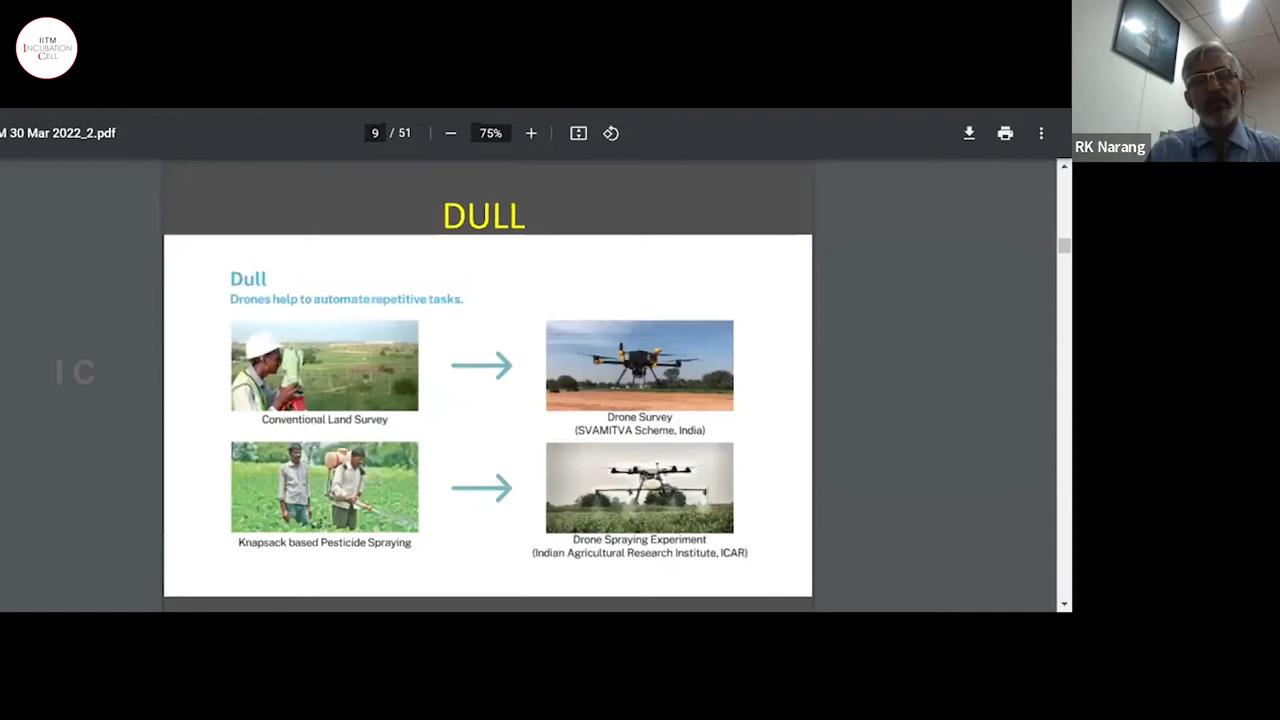 IITM
INCUBATION
CELL
M 30 Mar 2022_2.pdf
9 / 51
75%
RK Narang
DULL
Dull
Drones help to automate repetitive tasks.
Conventional Land Survey
Drone Survey
(SVAMITVA Scheme, India)
Knapsack based Pesticide Spraying
Drone Spraying Experiment
(Indian Agricultural Research Institute, ICAR)
I C